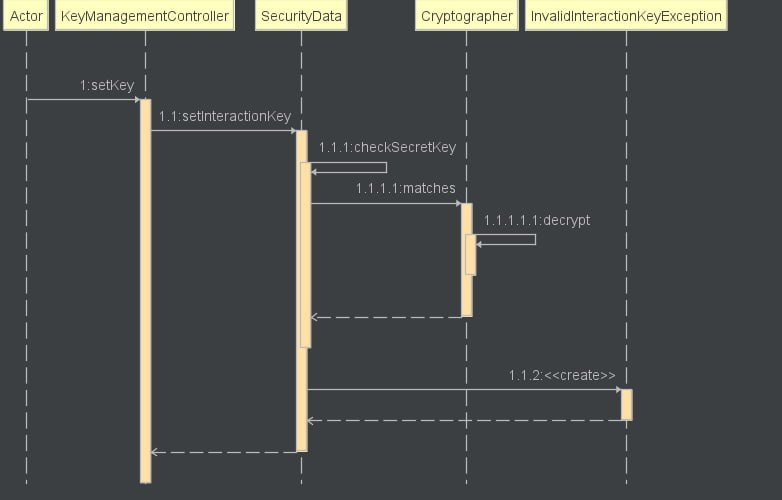 Actor
KeyManagementController
SecurityData
Cryptographer
InvalidInteractionKeyException
1:setKey
1.1:setInteractionKey
1.1.1:checkSecretKey
1.1.1.1:matches
1.1.1.1.1:decrypt
1.1.2:<<create>>